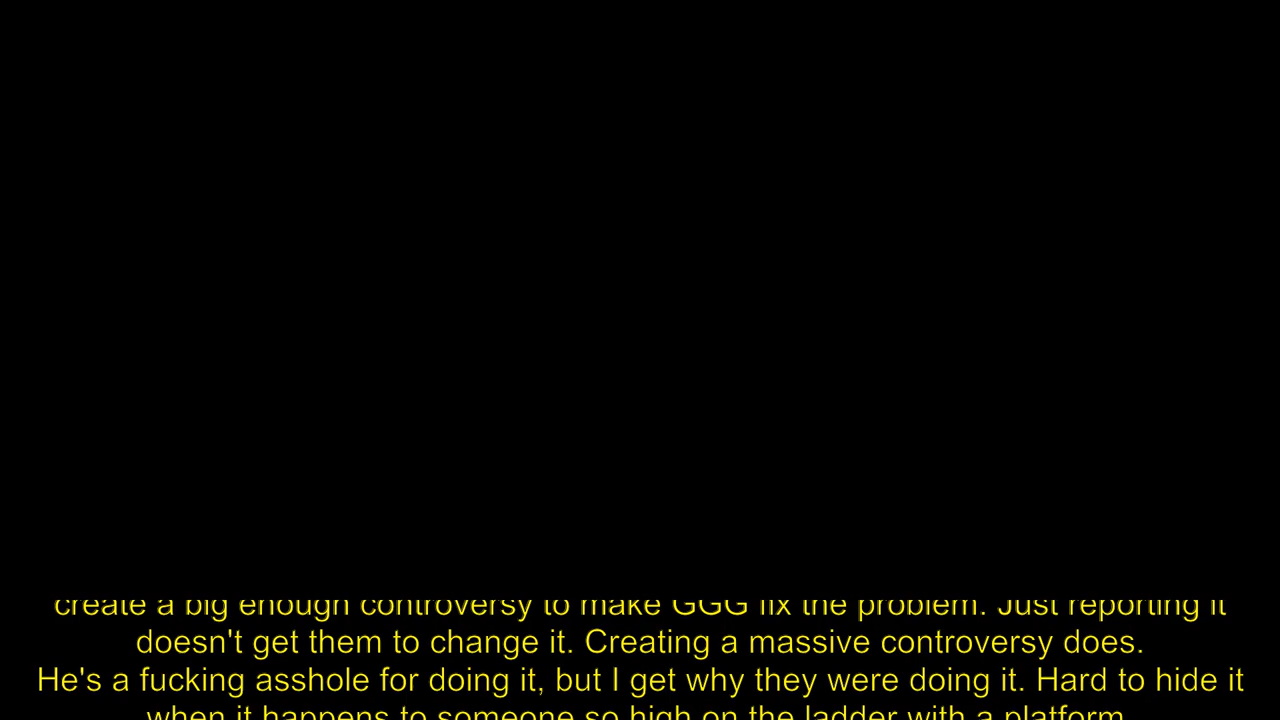 create a big enough controversy to make GGG fix the problem. Just reporting it
doesn't get them to change it. Creating a massive controversy does.
He's a fucking asshole for doing it, but I get why they were doing it. Hard to hide it
when it happens to someone so high on the ladder with a platform.